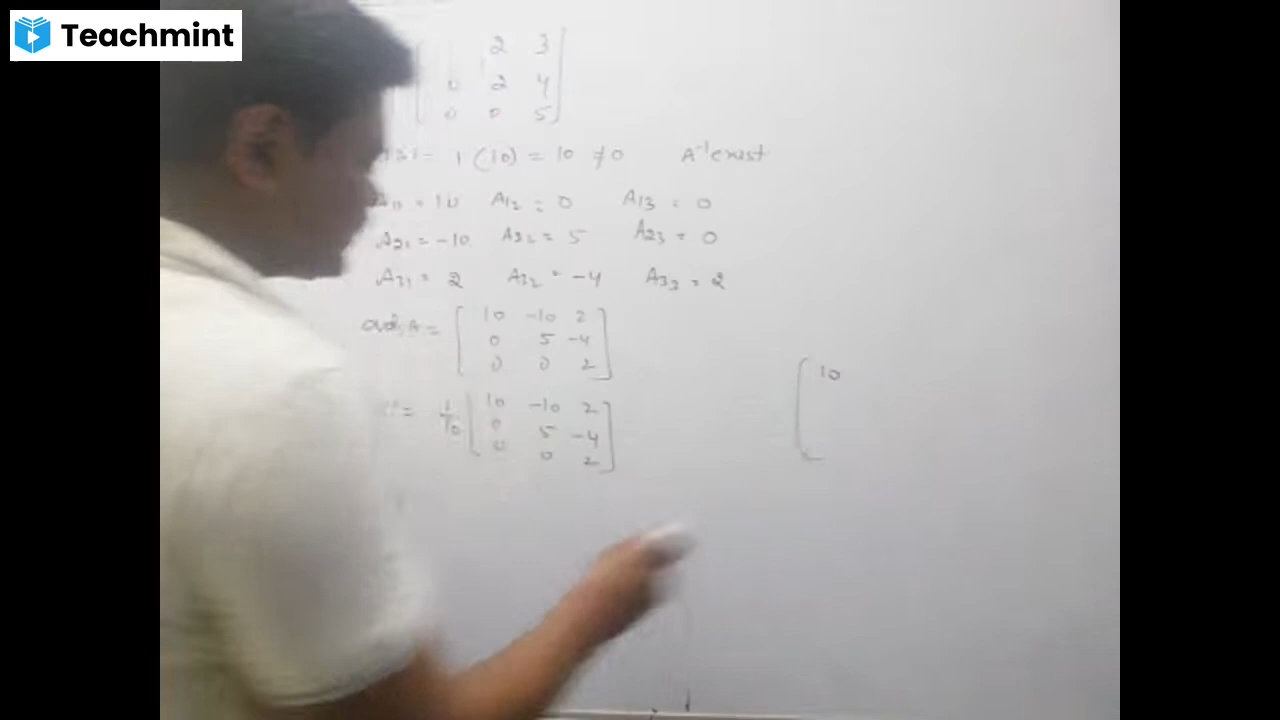 Teachmint
2 3
0 2 4
0 0 5
1 (10) = 10 ≠ 0 A⁻¹ exist
= 10 A₁₂ = 0 A₁₃ = 0
A₂₁ = -10 A₂₂ = 5 A₂₃ = 0
A₃₁ = 2 A₃₂ = -4 A₃₃ = 2
adj A = [ 10 -10 2
0 5 -4
0 0 2 ]
= 1/10 [ 10 -10 2
0 5 -4
0 0 2 ]
[ 10